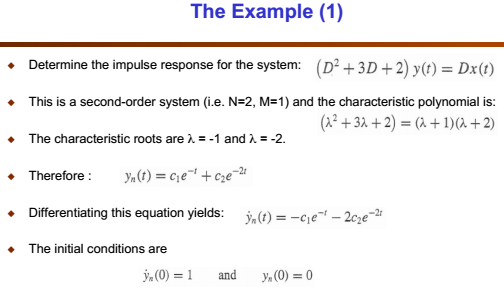 The Example (1)
Determine the impulse response for the system: (D² + 3D + 2) y(t) = Dx(t)
This is a second-order system (i.e. N=2, M=1) and the characteristic polynomial is:
(λ² + 3λ + 2) = (λ + 1)(λ + 2)
The characteristic roots are λ = -1 and λ = -2.
Therefore : yₙ(t) = c₁e⁻ᵗ + c₂e⁻²ᵗ
Differentiating this equation yields: ẏₙ(t) = −c₁e⁻ᵗ − 2c₂e⁻²ᵗ
The initial conditions are
ẏₙ(0) = 1 and yₙ(0) = 0